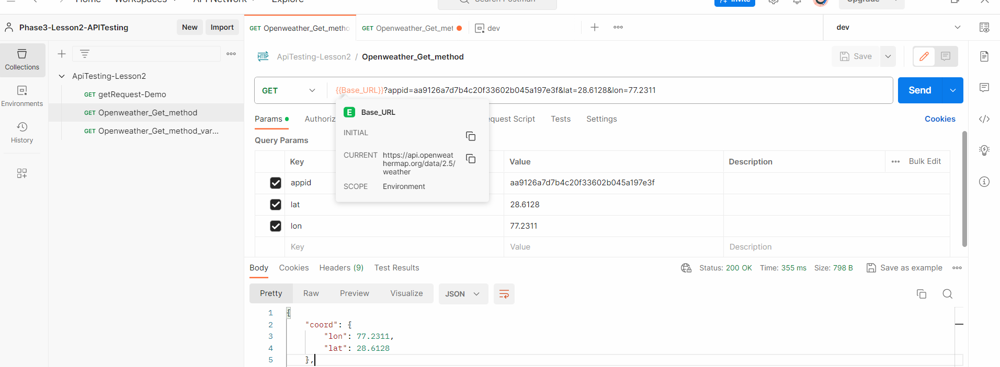 Home Workspaces API Network Explore Search Postman Invite Upgrade
Phase3-Lesson2-APITesting New Import
GET Openweather_Get_metho GET Openweather_Get_met dev dev
Collections
Environments
History
ApiTesting-Lesson2
GET getRequest-Demo
GET Openweather_Get_method
GET Openweather_Get_method_var...
HTTP ApiTesting-Lesson2 / Openweather_Get_method Save
GET {{Base_URL}}?appid=aa9126a7d7b4c20f33602b045a197e3f&lat=28.6128&lon=77.2311 Send
Params Authoriz equest Script Tests Settings Cookies
E Base_URL
INITIAL
CURRENT https://api.openweat
hermap.org/data/2.5/
weather
SCOPE Environment
Query Params
Key Value Description Bulk Edit
appid aa9126a7d7b4c20f33602b045a197e3f
lat 28.6128
lon 77.2311
Key Value Description
Body Cookies Headers (9) Test Results Status: 200 OK Time: 355 ms Size: 798 B Save as example
Pretty Raw Preview Visualize JSON
1 {
2 "coord": {
3 "lon": 77.2311,
4 "lat": 28.6128
5 },